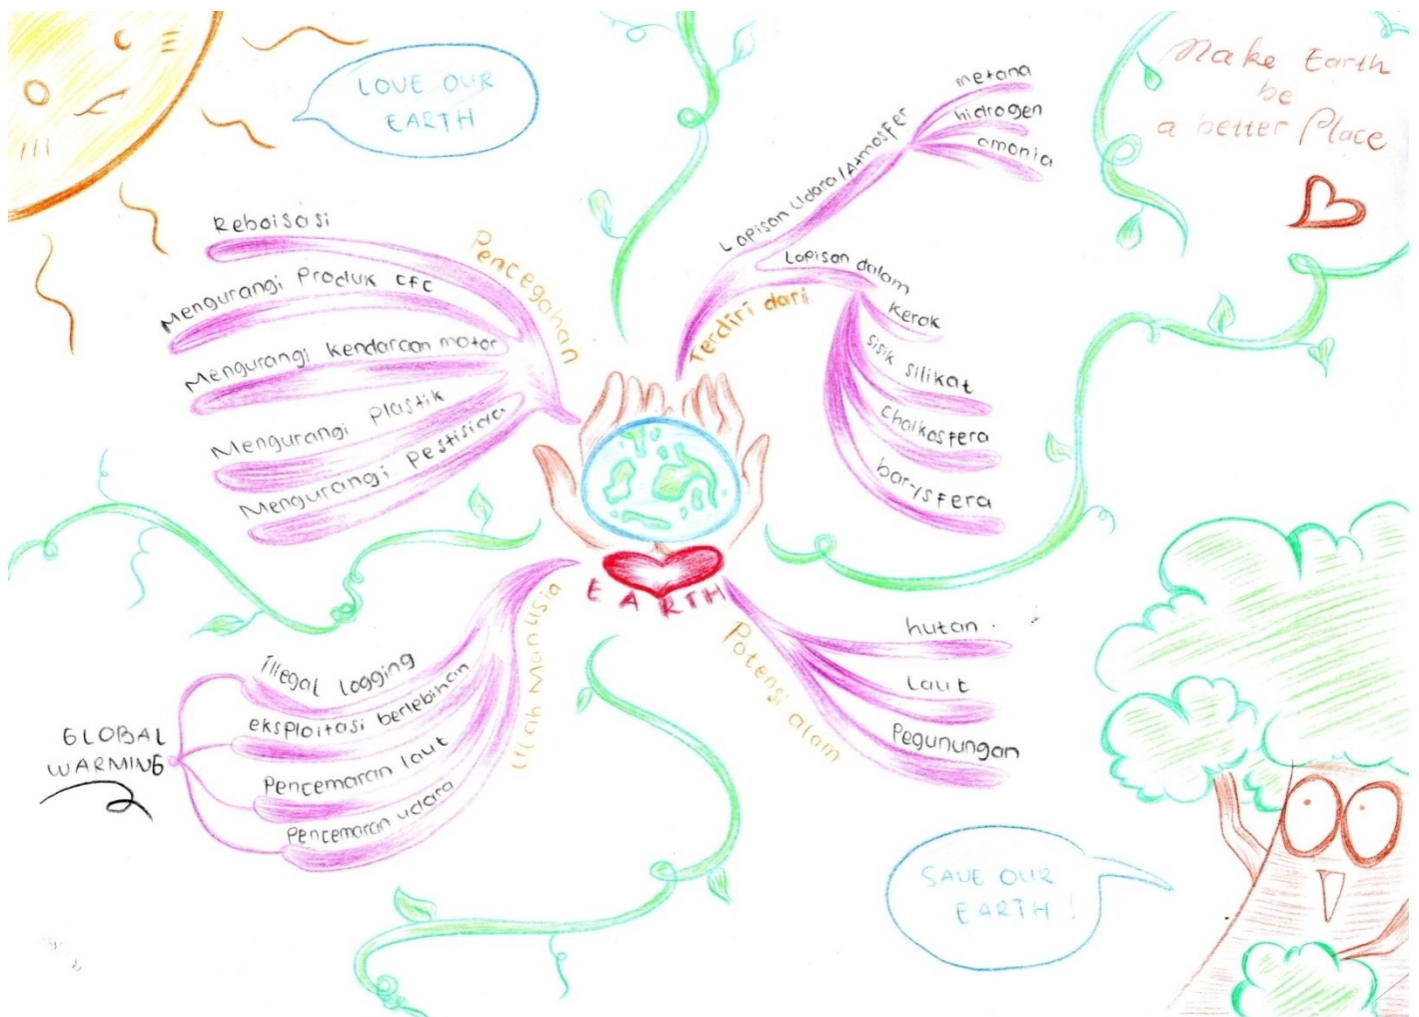 LOVE OUR
EARTH
Make Earth
be
a better Place
Pencegahan
Reboisasi
Mengurangi Produk CFC
Mengurangi kendaraan motor
Mengurangi Plastik
Mengurangi Pestisida
Terdiri dari
Lapisan Udara/Atmosfer
metana
hidrogen
amonia
Lapisan dalam
kerak
sisik silikat
Chalkosfera
barysfera
EARTH
Ulah Manusia
illegal logging
eksploitasi berlebihan
Pencemaran laut
Pencemaran udara
GLOBAL
WARMING
Potensi alam
hutan
Laut
Pegunungan
SAVE OUR
EARTH !